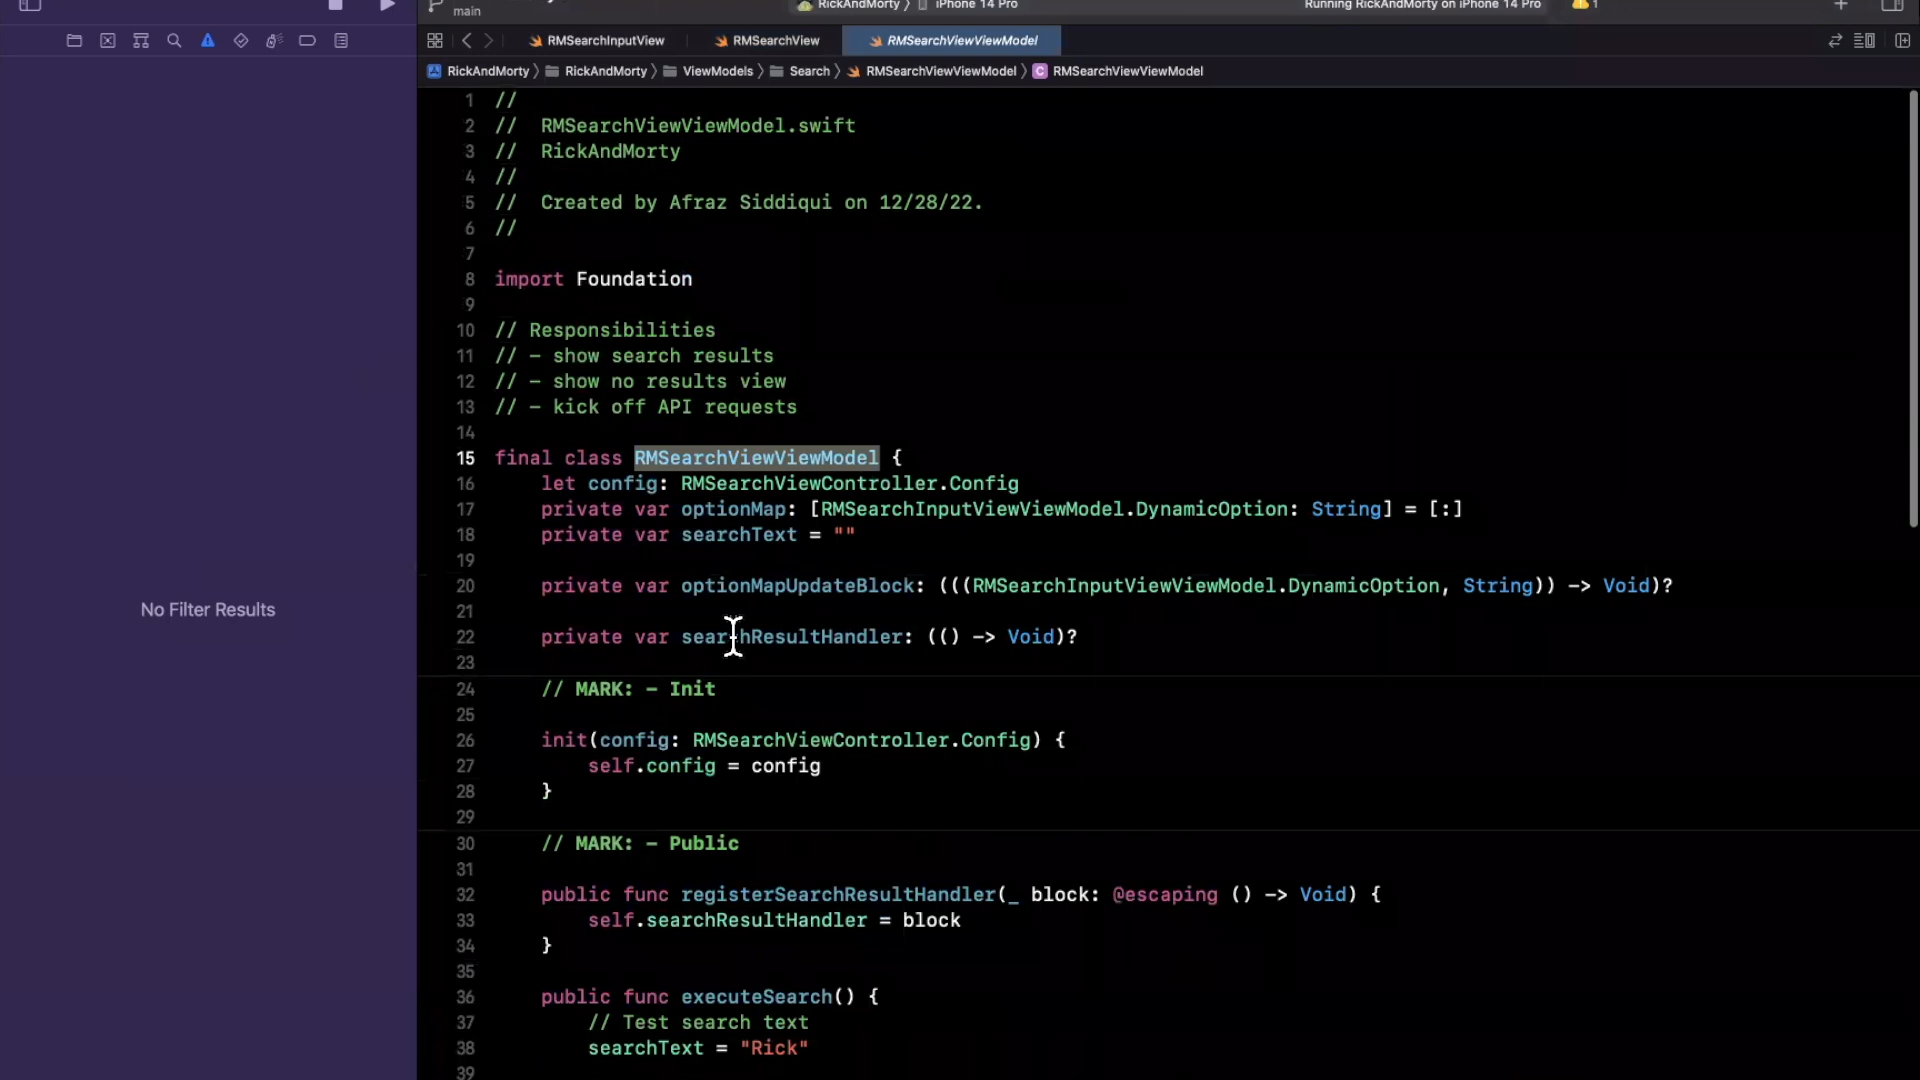 main
RickAndMorty 〉 iPhone 14 Pro
Running RickAndMorty on iPhone 14 Pro
1
RMSearchInputView
RMSearchView
RMSearchViewViewModel
RickAndMorty 〉 RickAndMorty 〉 ViewModels 〉 Search 〉 RMSearchViewViewModel 〉 C RMSearchViewViewModel
No Filter Results
1 //
2 //  RMSearchViewViewModel.swift
3 //  RickAndMorty
4 //
5 //  Created by Afraz Siddiqui on 12/28/22.
6 //
7
8 import Foundation
9
10 // Responsibilities
11 // - show search results
12 // - show no results view
13 // - kick off API requests
14
15 final class RMSearchViewViewModel {
16     let config: RMSearchViewController.Config
17     private var optionMap: [RMSearchInputViewViewModel.DynamicOption: String] = [:]
18     private var searchText = ""
19
20     private var optionMapUpdateBlock: (((RMSearchInputViewViewModel.DynamicOption, String)) -> Void)?
21
22     private var searchResultHandler: (() -> Void)?
23
24     // MARK: - Init
25
26     init(config: RMSearchViewController.Config) {
27         self.config = config
28     }
29
30     // MARK: - Public
31
32     public func registerSearchResultHandler(_ block: @escaping () -> Void) {
33         self.searchResultHandler = block
34     }
35
36     public func executeSearch() {
37         // Test search text
38         searchText = "Rick"
39